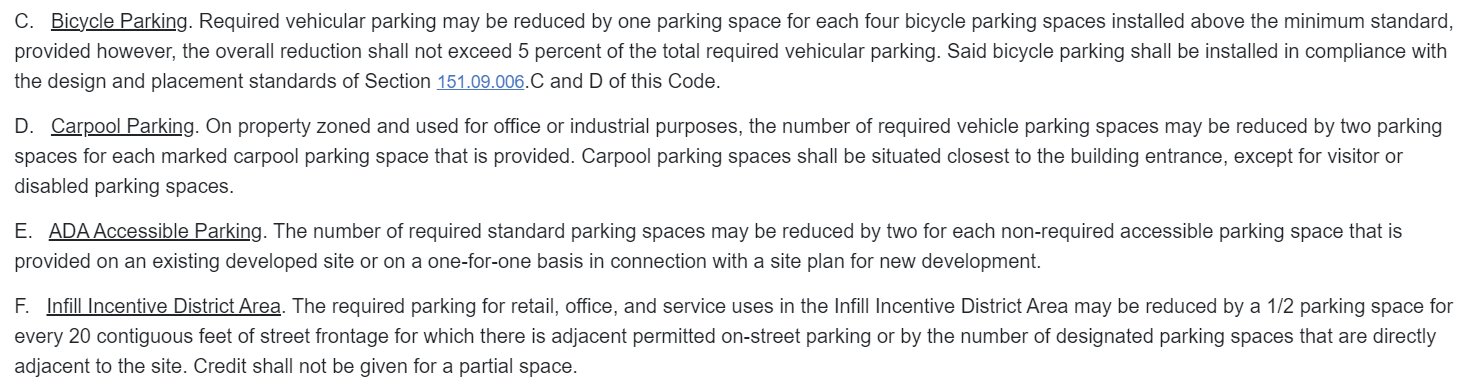 C. Bicycle Parking. Required vehicular parking may be reduced by one parking space for each four bicycle parking spaces installed above the minimum standard,
provided however, the overall reduction shall not exceed 5 percent of the total required vehicular parking. Said bicycle parking shall be installed in compliance with
the design and placement standards of Section 151.09.006.C and D of this Code.
D. Carpool Parking. On property zoned and used for office or industrial purposes, the number of required vehicle parking spaces may be reduced by two parking
spaces for each marked carpool parking space that is provided. Carpool parking spaces shall be situated closest to the building entrance, except for visitor or
disabled parking spaces.
E. ADA Accessible Parking. The number of required standard parking spaces may be reduced by two for each non-required accessible parking space that is
provided on an existing developed site or on a one-for-one basis in connection with a site plan for new development.
F. Infill Incentive District Area. The required parking for retail, office, and service uses in the Infill Incentive District Area may be reduced by a 1/2 parking space for
every 20 contiguous feet of street frontage for which there is adjacent permitted on-street parking or by the number of designated parking spaces that are directly
adjacent to the site. Credit shall not be given for a partial space.